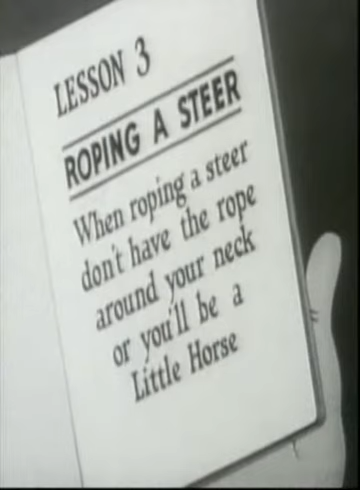 LESSON 3
ROPING A STEER
When roping a steer
don't have the rope
around your neck
or you'll be a
Little Horse